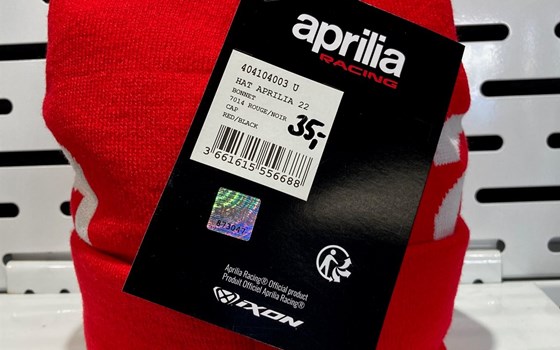 aprilia
RACING
404104003 U
HAT APRILIA 22
BONNET
7014 ROUGE/NOIR
CAP
RED/BLACK
35,-
3 661615 556688
873047
Aprilia Racing® Official product
Produit Officiel Aprilia Racing®
IXON